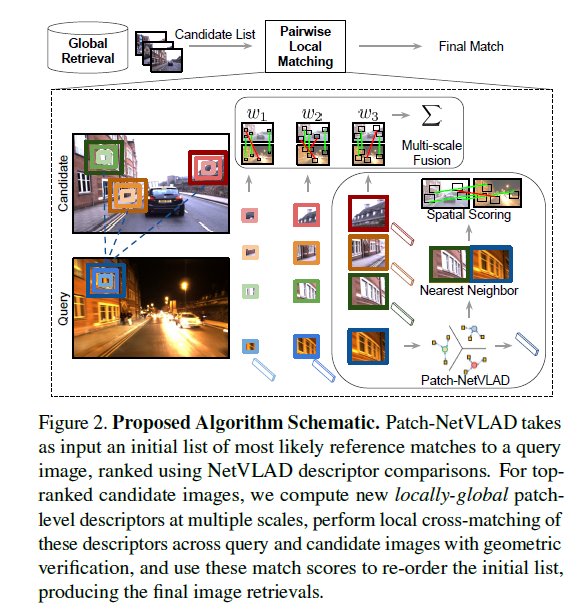 Global
Retrieval
Candidate List
Pairwise
Local
Matching
Final Match
w1
w2
w3
∑
Multi-scale
Fusion
Candidate
Query
Spatial Scoring
Nearest Neighbor
Patch-NetVLAD
Figure 2. Proposed Algorithm Schematic. Patch-NetVLAD takes
as input an initial list of most likely reference matches to a query
image, ranked using NetVLAD descriptor comparisons. For top-
ranked candidate images, we compute new locally-global patch-
level descriptors at multiple scales, perform local cross-matching of
these descriptors across query and candidate images with geometric
verification, and use these match scores to re-order the initial list,
producing the final image retrievals.